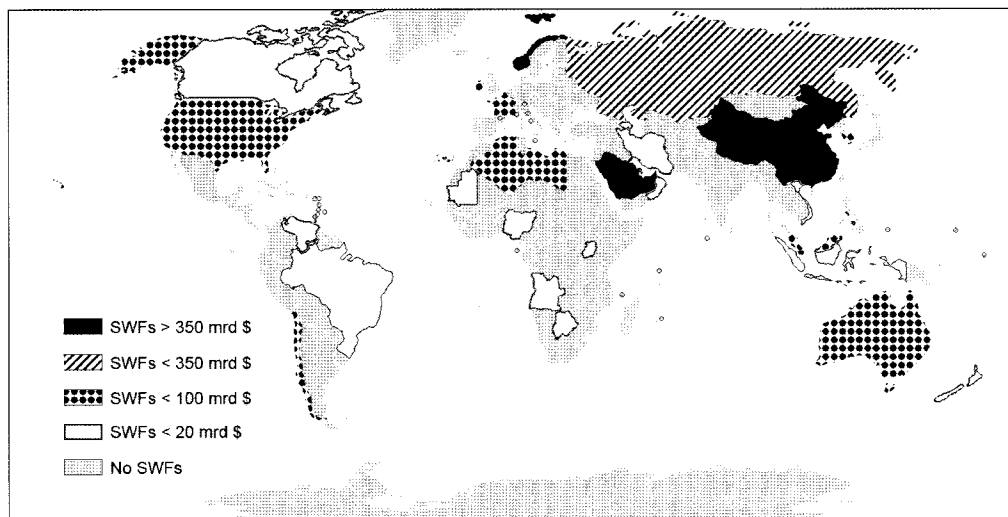 SWFs > 350 mrd $
SWFs < 350 mrd $
SWFs < 100 mrd $
SWFs < 20 mrd $
No SWFs